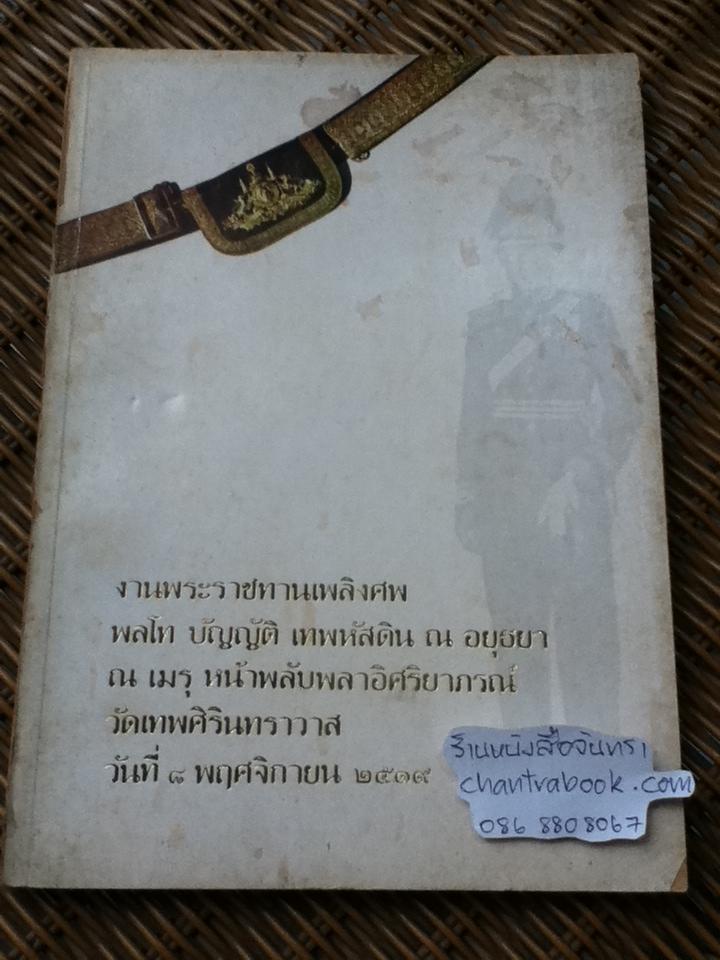 งานพระราชทานเพลิงศพ
พลโท บัญญัติ เทพหัสดิน ณ อยุธยา
ณ เมรุ หน้าพลับพลาอิศริยาภรณ์
วัดเทพศิรินทราวาส
วันที่ ๘ พฤศจิกายน ๒๕๑๙
ร้านหนังสือจันทรา
chantrabook.com
086 8808067